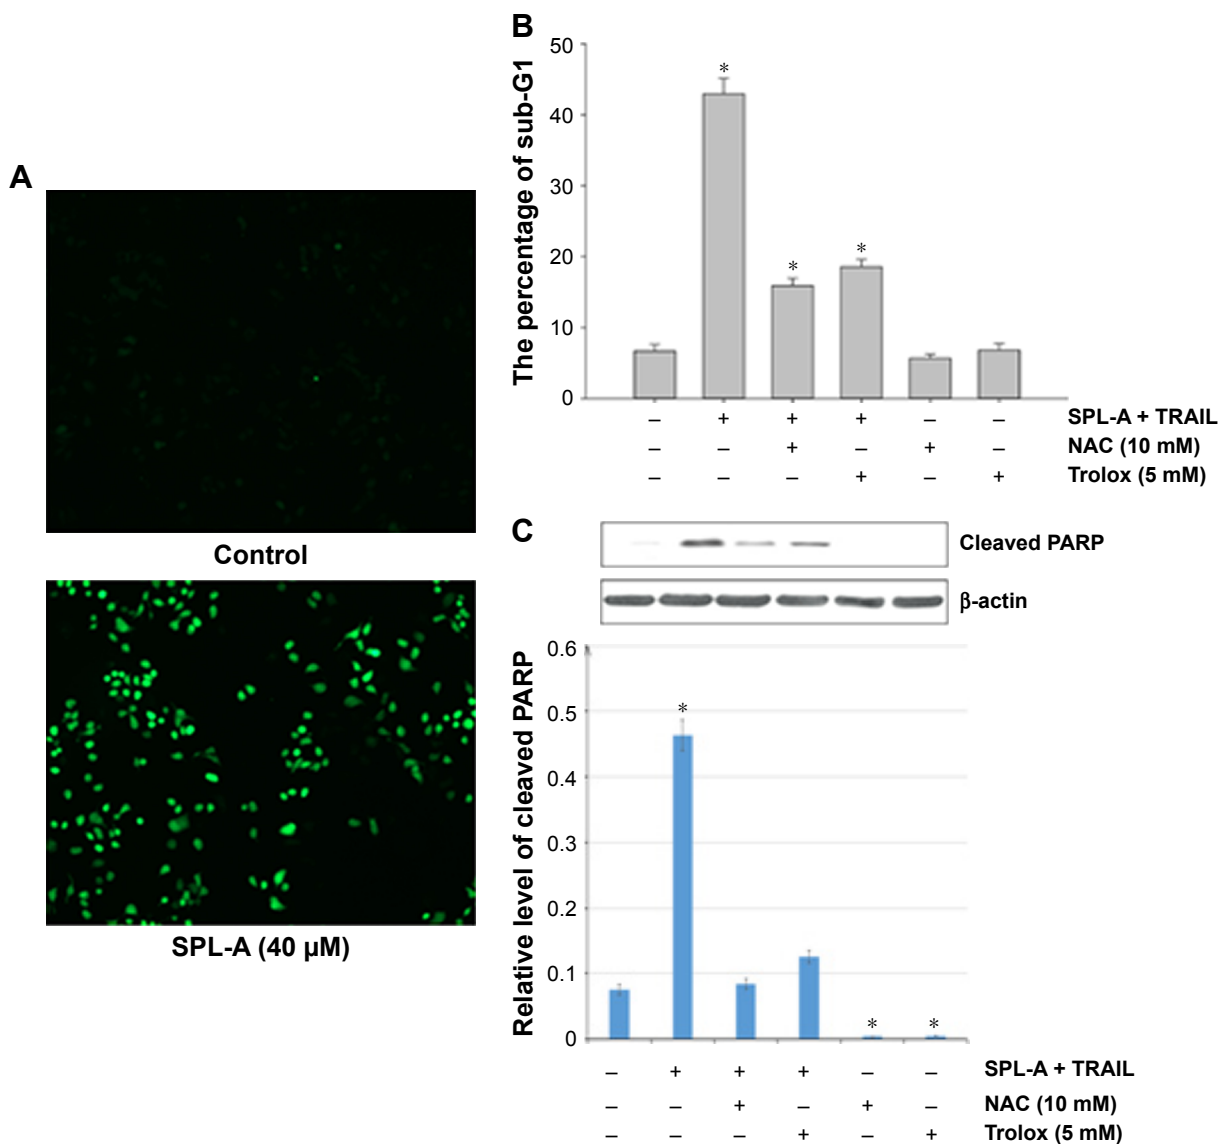 A
Control
SPL-A (40 μM)
B
The percentage of sub-G1
50
40
30
20
10
0
*
*
*
– + + + – – SPL-A + TRAIL
– – + – + – NAC (10 mM)
– – – + – + Trolox (5 mM)
C
Cleaved PARP
β-actin
Relative level of cleaved PARP
0.6
0.5
0.4
0.3
0.2
0.1
0
*
*
*
– + + + – – SPL-A + TRAIL
– – + – + – NAC (10 mM)
– – – + – + Trolox (5 mM)